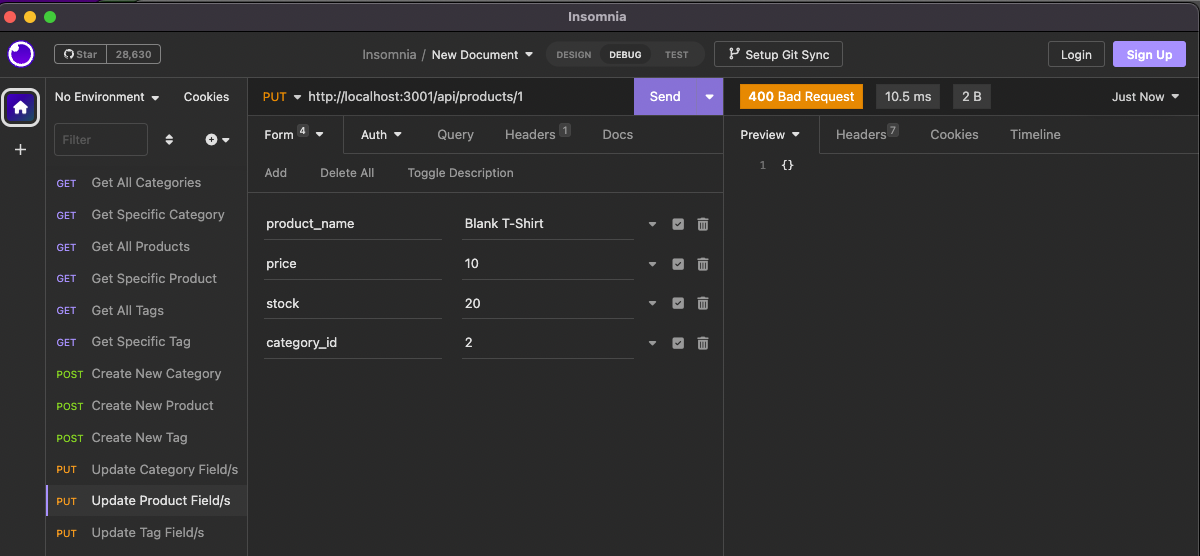 Insomnia
Star 28,630
Insomnia / New Document
DESIGN DEBUG TEST
Setup Git Sync
Login
Sign Up
No Environment
Cookies
Filter
GET Get All Categories
GET Get Specific Category
GET Get All Products
GET Get Specific Product
GET Get All Tags
GET Get Specific Tag
POST Create New Category
POST Create New Product
POST Create New Tag
PUT Update Category Field/s
PUT Update Product Field/s
PUT Update Tag Field/s
PUT http://localhost:3001/api/products/1 Send
Form 4 Auth Query Headers 1 Docs
Add Delete All Toggle Description
product_name Blank T-Shirt
price 10
stock 20
category_id 2
400 Bad Request 10.5 ms 2 B Just Now
Preview Headers 7 Cookies Timeline
1 {}